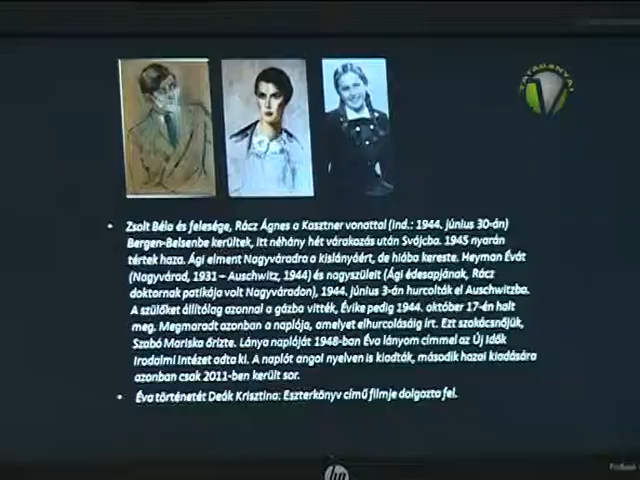 TATABÁNYAI
Zsolt Béla és felesége, Rácz Ágnes a Kasztner vonattal (ind.: 1944. június 30-án)
Bergen-Belsenbe kerültek, itt néhány hét várakozás után Svájcba. 1945 nyarán
tértek haza. Ági elment Nagyváradra a kislányáért, de hiába kereste. Heyman Évát
(Nagyvárad, 1931 – Auschwitz, 1944) és nagyszüleit (Ági édesapjának, Rácz
doktornak patikája volt Nagyváradon), 1944. június 3-án hurcolták el Auschwitzba.
A szülőket állítólag azonnal a gázba vitték, Évike pedig 1944. október 17-én halt
meg. Megmaradt azonban a naplója, amelyet elhurcolásáig írt. Ezt szakácsnőjük,
Szabó Mariska őrizte. Lánya naplóját 1948-ban Éva lányom címmel az Új Idők
Irodalmi Intézet adta ki. A naplót angol nyelven is kiadták, második hazai kiadására
azonban csak 2011-ben került sor.
Éva történetét Deák Krisztina: Eszterkönyv című filmje dolgozta fel.
hp